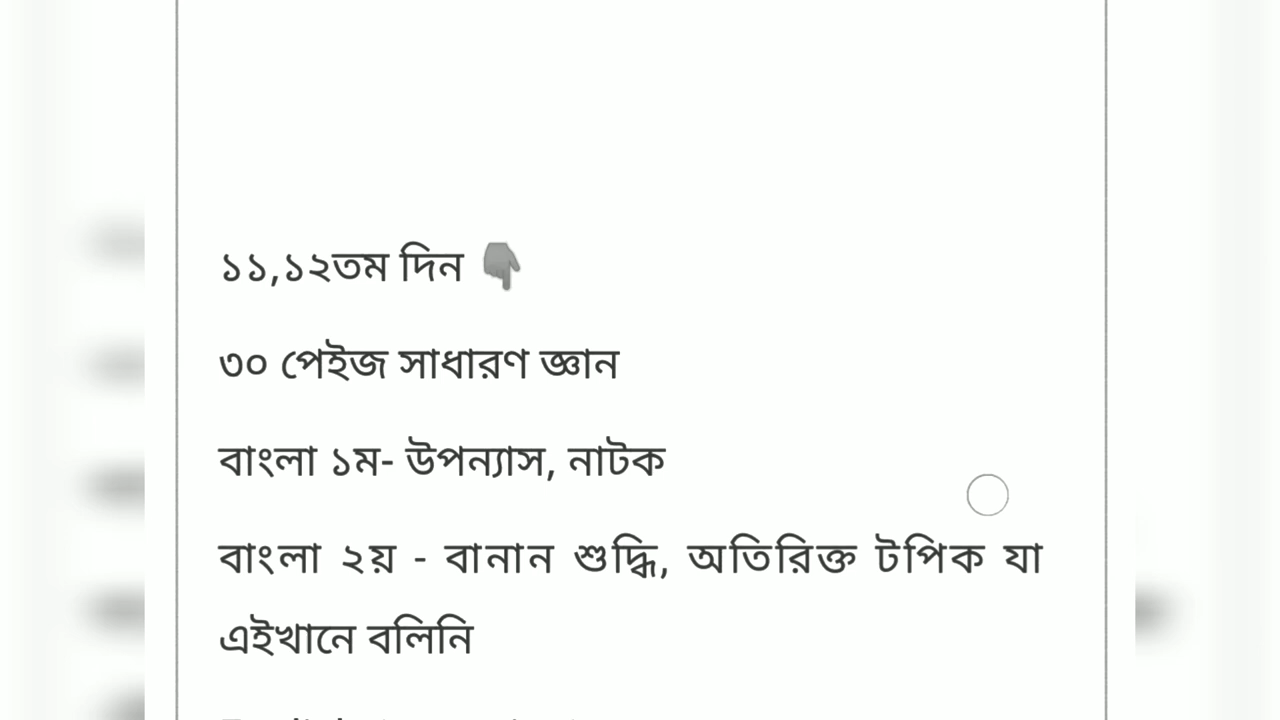 ১১,১২তম দিন 👇
৩০ পেইজ সাধারণ জ্ঞান
বাংলা ১ম- উপন্যাস, নাটক
বাংলা ২য় - বানান শুদ্ধি, অতিরিক্ত টপিক যা
এইখানে বলিনি